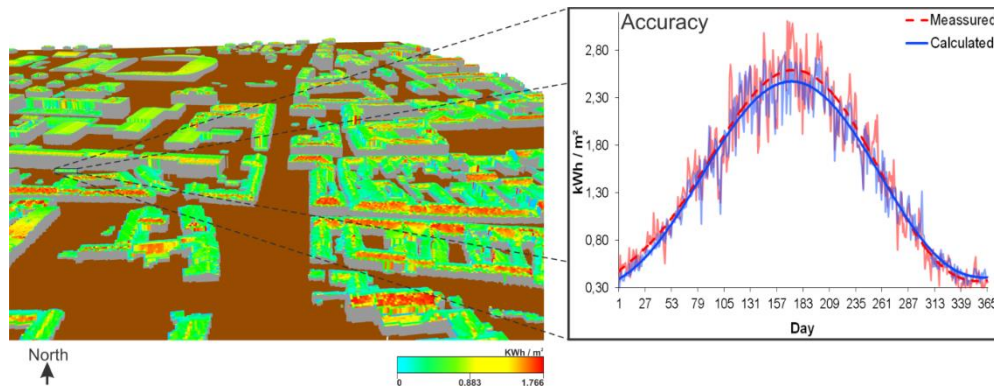 Accuracy
Meassured
Calculated
kWh / m²
2,80
2,30
1,80
1,30
0,80
0,30
1 27 53 79 105 131 157 183 209 235 261 287 313 339 365
Day
North
KWh / m²
0 0.883 1.766